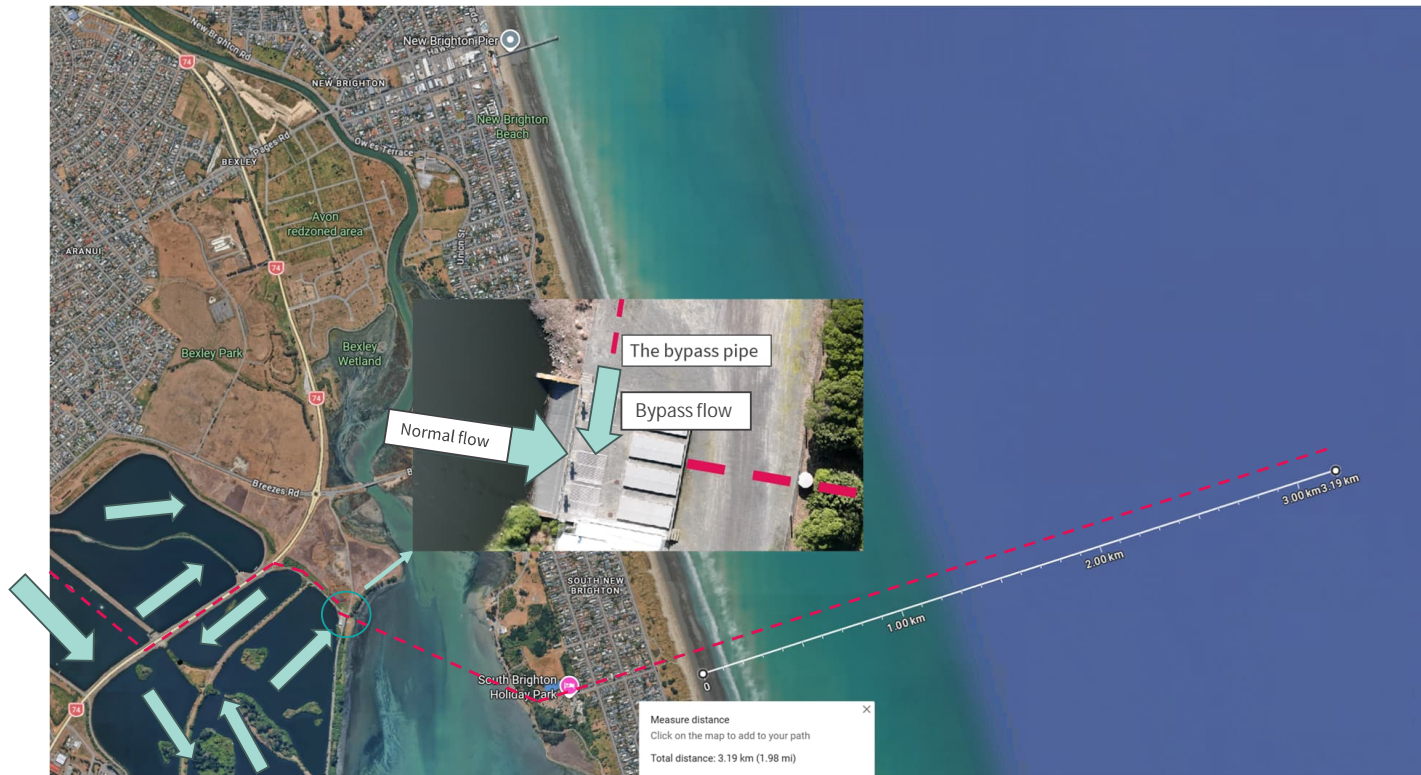 New Brighton Rd
74
New Brighton Pier
NEW BRIGHTON
New Brighton
Beach
Pages Rd
Owles Terrace
BEXLEY
Avon
redzoned area
Union St
ARANUI
74
Bexley Park
Bexley
Wetland
74
The bypass pipe
Bypass flow
Normal flow
Breezes Rd
SOUTH NEW
BRIGHTON
South Brighton
Holiday Park
74
0
1.00 km
2.00 km
3.00 km
3.19 km
Measure distance
Click on the map to add to your path
Total distance: 3.19 km (1.98 mi)